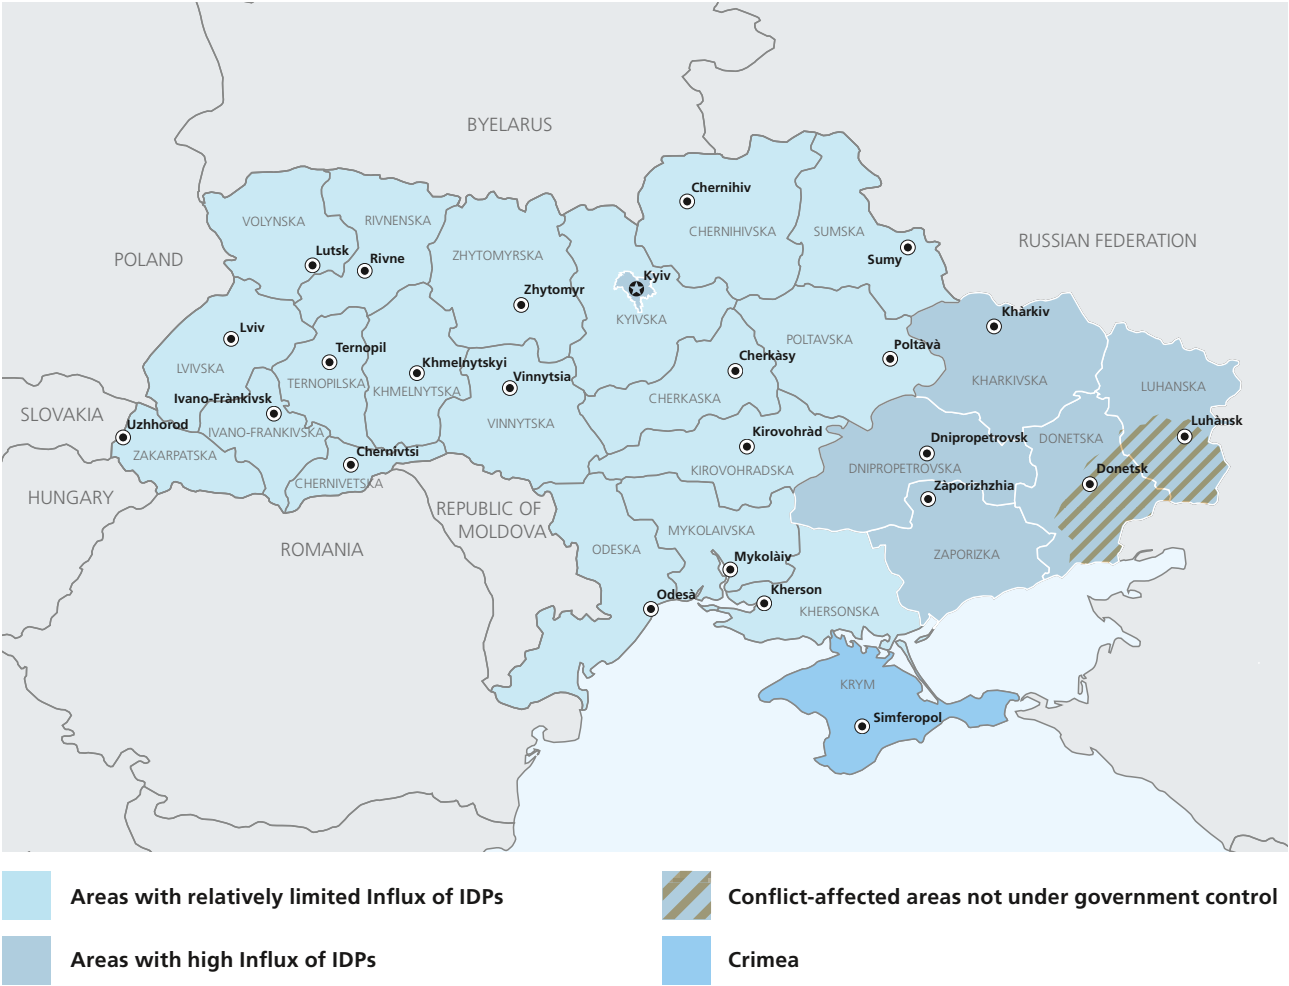 BYELARUS
Chernihiv
VOLYNSKA
RIVNENSKA
CHERNIHIVSKA
SUMSKA
RUSSIAN FEDERATION
POLAND
Lutsk
Rivne
ZHYTOMYRSKA
Sumy
Kyiv
Zhytomyr
KYIVSKA
Khàrkiv
Lviv
POLTAVSKA
Poltàvà
Ternopil
Cherkàsy
LVIVSKA
Khmelnytskyi
Vinnytsia
TERNOPILSKA
KHMELNYTSKA
KHARKIVSKA
LUHANSKA
Ivano-Frànkivsk
CHERKASKA
SLOVAKIA
Uzhhorod
IVANO-FRANKIVSKA
VINNYTSKA
Kirovohràd
Dnipropetrovsk
DONETSKA
Luhànsk
ZAKARPATSKA
Chernivtsi
KIROVOHRADSKA
DNIPROPETROVSKA
Donetsk
CHERNIVETSKA
Zàporizhzhia
HUNGARY
REPUBLIC OF
MOLDOVA
MYKOLAIVSKA
ROMANIA
ODESKA
Mykolàiv
ZAPORIZKA
Odesà
Kherson
KHERSONSKA
KRYM
Simferopol
Areas with relatively limited Influx of IDPs
Conflict-affected areas not under government control
Areas with high Influx of IDPs
Crimea